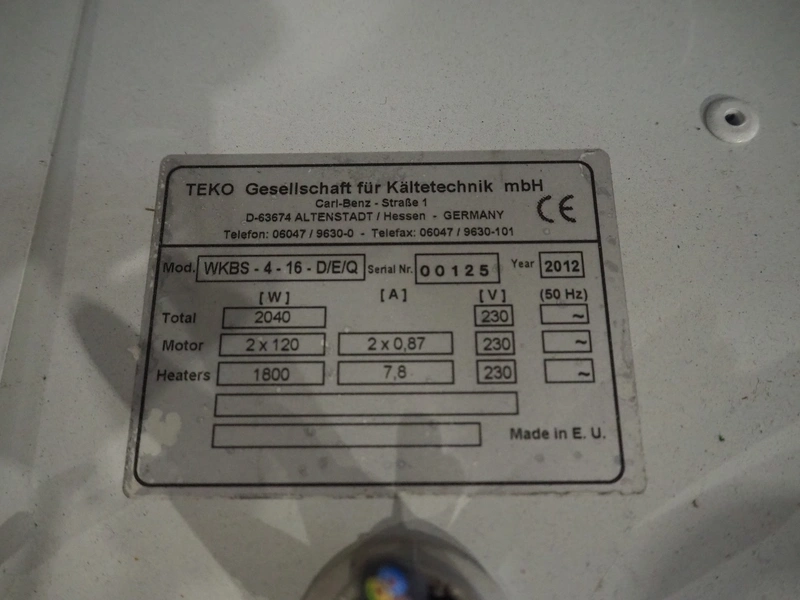 TEKO Gesellschaft für Kältetechnik mbH
Carl-Benz - Straße 1
D-63674 ALTENSTADT / Hessen - GERMANY
Telefon: 06047 / 9630-0 - Telefax: 06047 / 9630-101
CE
Mod. WKBS - 4 - 16 - D/E/Q Serial Nr. 00125 Year 2012
[ W ] [ A ] [ V ] (50 Hz)
Total 2040 230 ~
Motor 2 x 120 2 x 0,87 230 ~
Heaters 1800 7,8 230 ~
Made in E. U.